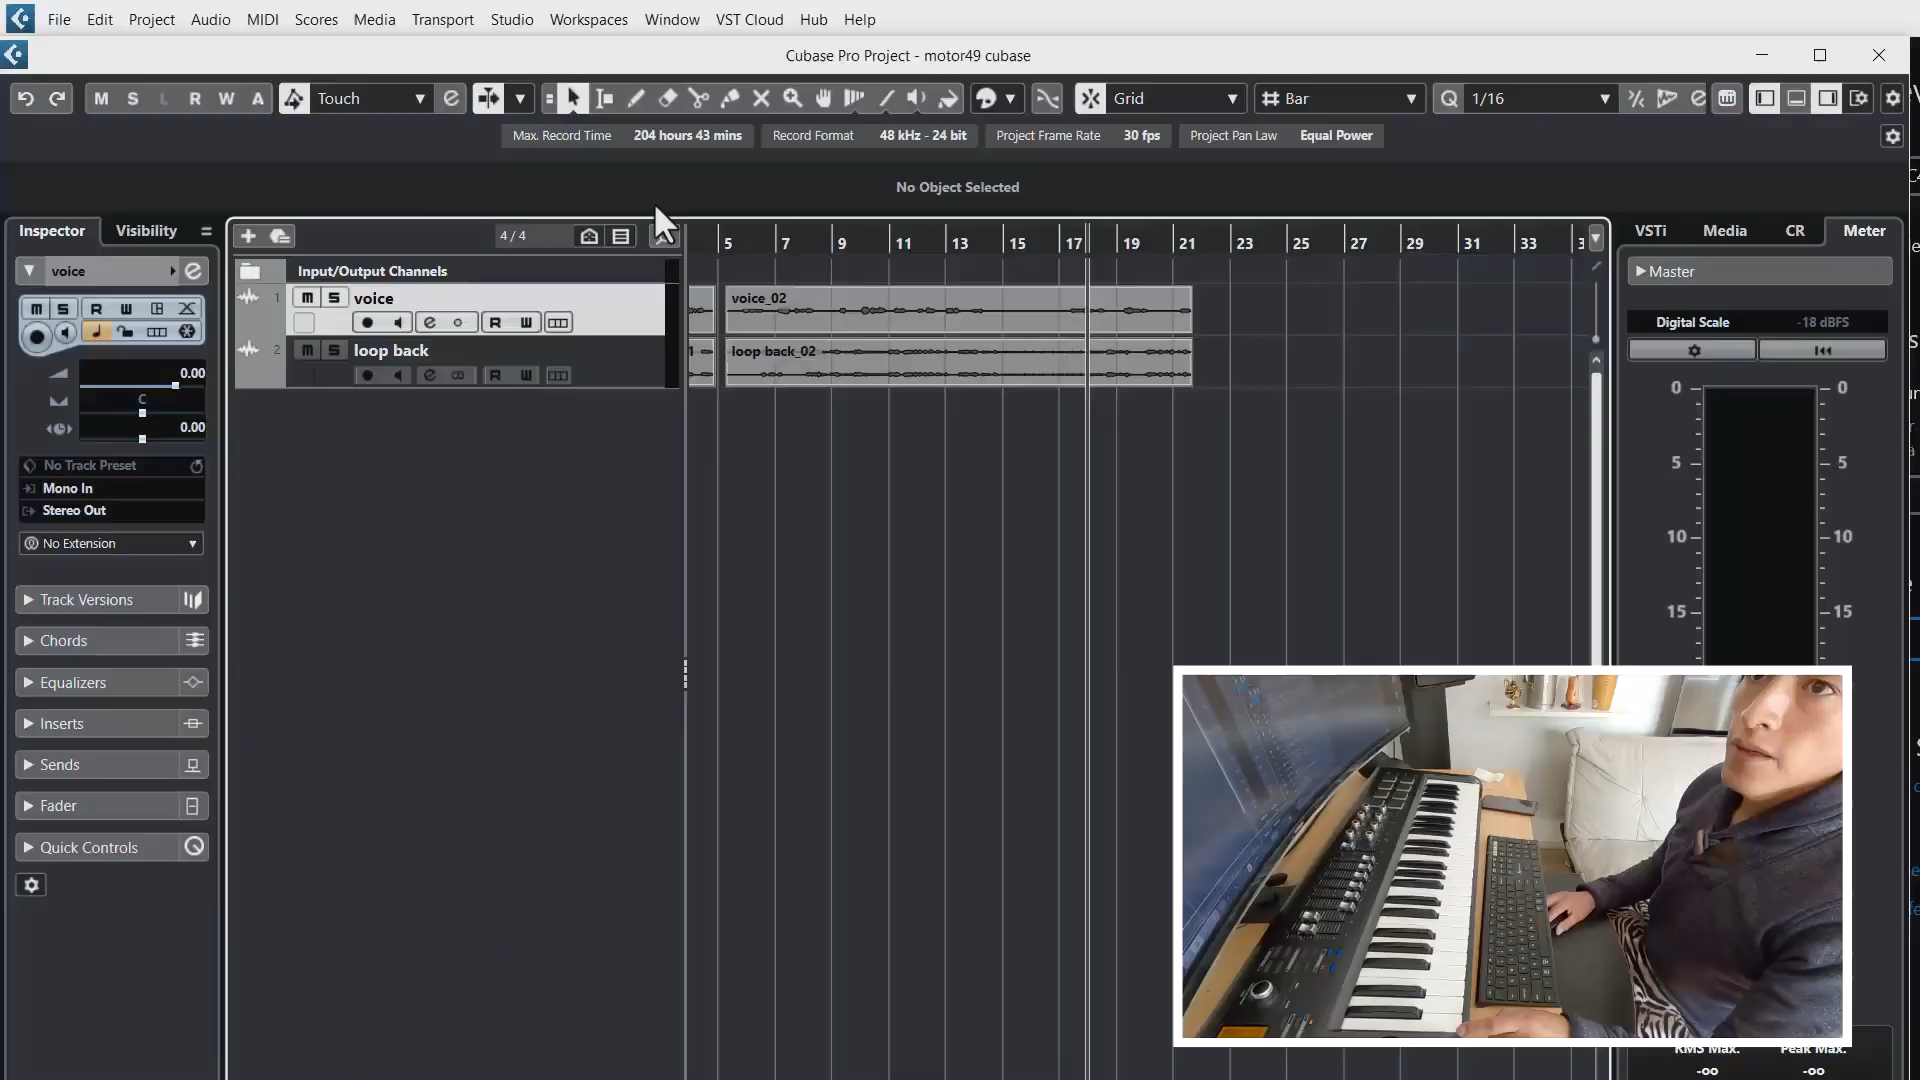 File Edit Project Audio MIDI Scores Media Transport Studio Workspaces Window VST Cloud Hub Help
Cubase Pro Project - motor49 cubase
M S L R W A Touch Grid Bar Q 1/16
Max. Record Time 204 hours 43 mins Record Format 48 kHz - 24 bit Project Frame Rate 30 fps Project Pan Law Equal Power
No Object Selected
Inspector Visibility
4 / 4
5 7 9 11 13 15 17 19 21 23 25 27 29 31 33 3
VSTi Media CR Meter
voice
Input/Output Channels
Master
M S R W
1 m S voice
R W
voice_02
Digital Scale -18 dBFS
2 m S loop back
R W
1 loop back_02
0.00
C
0.00
No Track Preset
Mono In
Stereo Out
No Extension
Track Versions
Chords
Equalizers
Inserts
Sends
Fader
Quick Controls
0 0
5 5
10 10
15 15
RMS Max. Peak Max.
-oo -oo